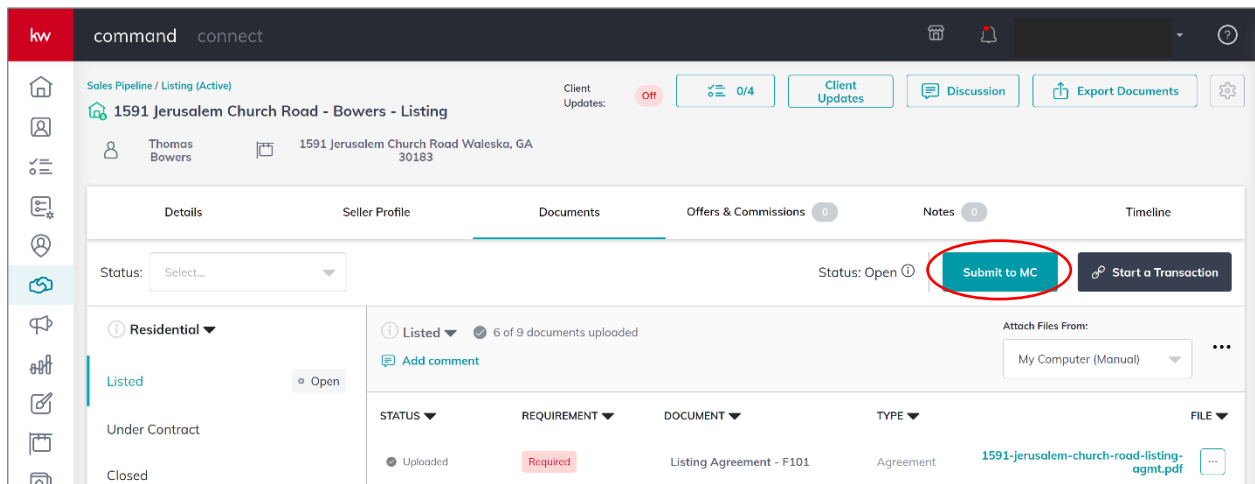 kw
command connect
?
Sales Pipeline / Listing (Active)
1591 Jerusalem Church Road - Bowers - Listing
Client
Updates:
Off
0/4
Client
Updates
Discussion
Export Documents
Thomas
Bowers
1591 Jerusalem Church Road Waleska, GA
30183
Details
Seller Profile
Documents
Offers & Commissions 0
Notes 0
Timeline
Status:
Select...
Status: Open
Submit to MC
Start a Transaction
Residential
Listed
Open
Under Contract
Closed
Listed
6 of 9 documents uploaded
Add comment
Attach Files From:
My Computer (Manual)
STATUS
REQUIREMENT
DOCUMENT
TYPE
FILE
Uploaded
Required
Listing Agreement - F101
Agreement
1591-jerusalem-church-road-listing-
agmt.pdf